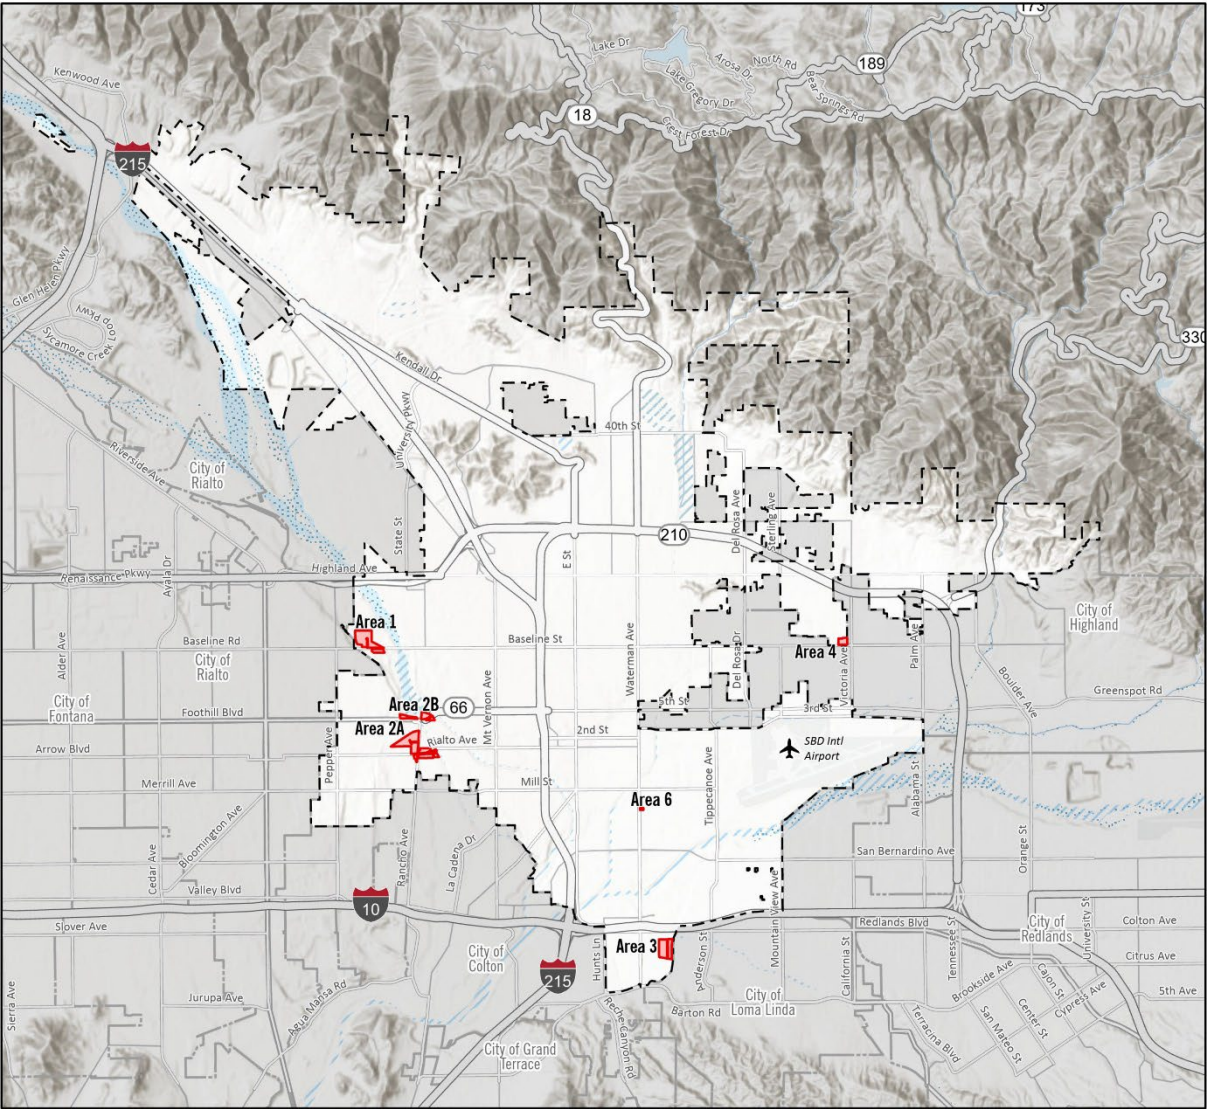 173
Lake Dr
Arosa Dr
North Rd
189
Kenwood Ave
Lake Gregory Dr
Bear Springs Rd
18
Crest Forest Dr
215
Glen Helen Pkwy
Sycamore Creek Loop Pkwy
330
Kendall Dr
University Pkwy
40th St
Riverside Ave
City of
Rialto
State St
Del Rosa Ave
Sterling Ave
210
E St
Highland Ave
Renaissance Pkwy
Ayala Dr
Alder Ave
Area 1
Baseline Rd
Baseline St
Waterman Ave
Del Rosa Dr
Area 4
Victoria Ave
Palm Ave
City of
Highland
City of
Rialto
Boulder Ave
Greenspot Rd
City of
Fontana
Foothill Blvd
Area 2B
66
Mt Vernon Ave
5th St
3rd St
Area 2A
Rialto Ave
2nd St
SBD Intl
Airport
Arrow Blvd
Pepper Ave
Merrill Ave
Mill St
Tippecanoe Ave
Alabama St
Area 6
Bloomington Ave
Cedar Ave
Rancho Ave
La Cadena Dr
San Bernardino Ave
Orange St
Valley Blvd
10
Mountain View Ave
Slover Ave
Redlands Blvd
City of
Redlands
University St
Colton Ave
Area 3
Hunts Ln
Anderson St
California St
Tennessee St
City of
Colton
215
Citrus Ave
Brookside Ave
Cajon St
Cypress Ave
5th Ave
Sierra Ave
Jurupa Ave
Agua Mansa Rd
Reche Canyon Rd
Barton Rd
City of
Loma Linda
Terracina Blvd
Center St
San Mateo St
City of Grand
Terrace